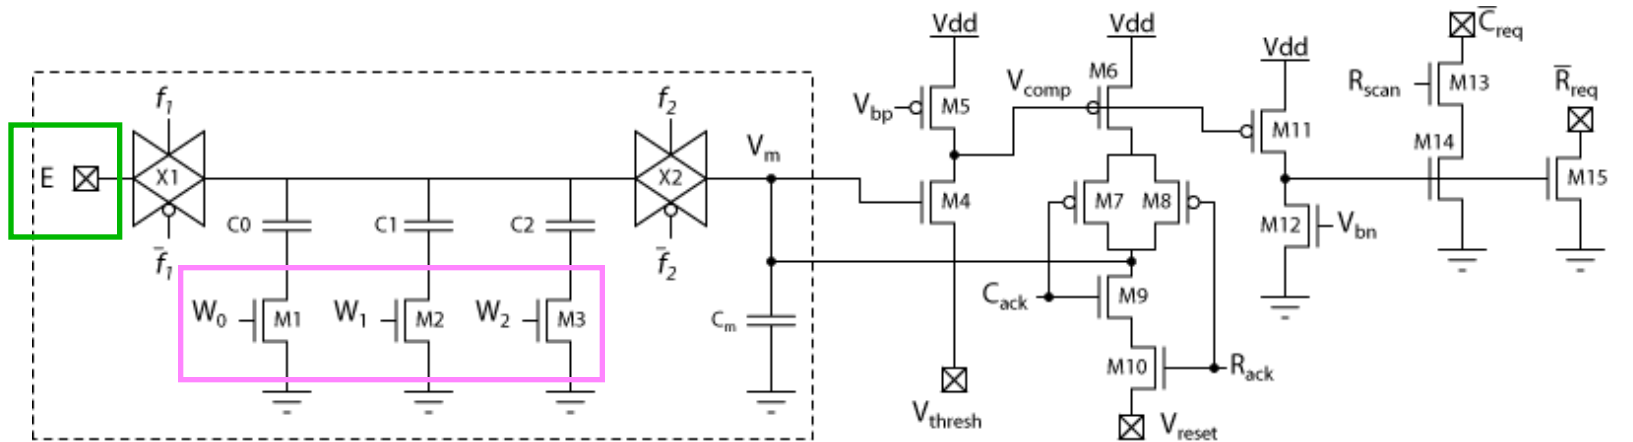 Vdd
Vdd
Vdd
C̅req
f1
f2
Vm
Vbp
M5
Vcomp
M6
M11
Rscan
M13
R̅req
E
X1
X2
C0
C1
C2
M4
M7
M8
M14
M15
M12
Vbn
f̅1
f̅2
W0
M1
W1
M2
W2
M3
Cm
Cack
M9
M10
Rack
Vthresh
Vreset